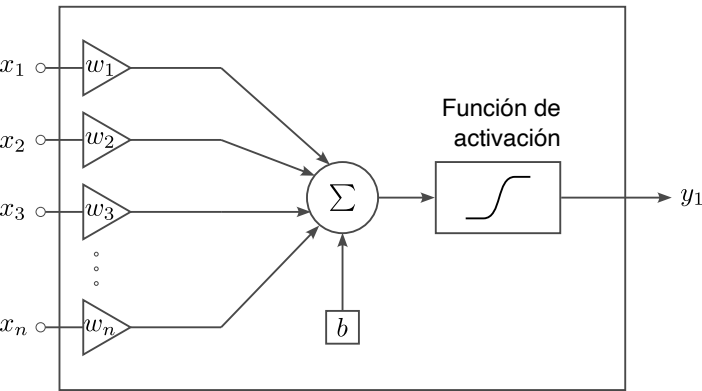 x₁ w₁
Función de
activación
x₂ w₂
Σ
y₁
x₃ w₃
xₙ wₙ
b